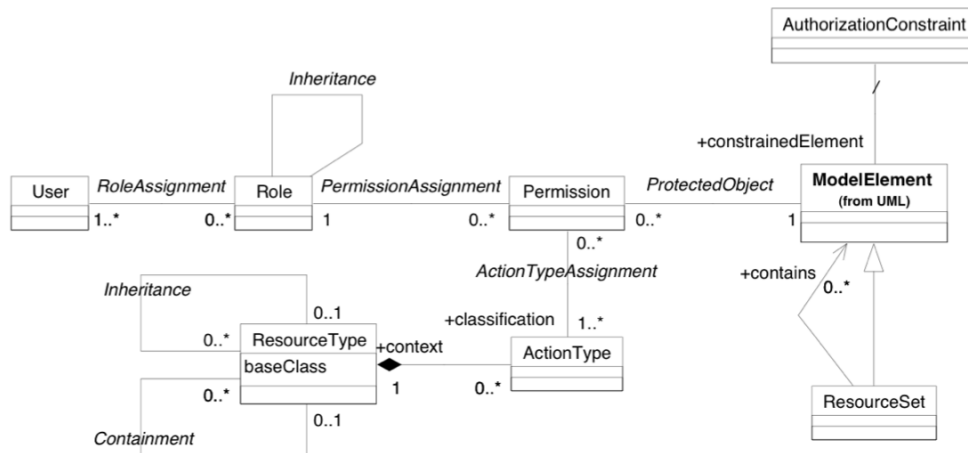 AuthorizationConstraint
Inheritance
/
+constrainedElement
User
RoleAssignment
1..*
0..*
Role
PermissionAssignment
1
0..*
Permission
ProtectedObject
0..*
1
ModelElement
(from UML)
0..*
ActionTypeAssignment
+contains
0..*
Inheritance
0..1
0..*
ResourceType
baseClass
+context
1
0..*
+classification
1..*
ActionType
0..*
0..1
Containment
ResourceSet